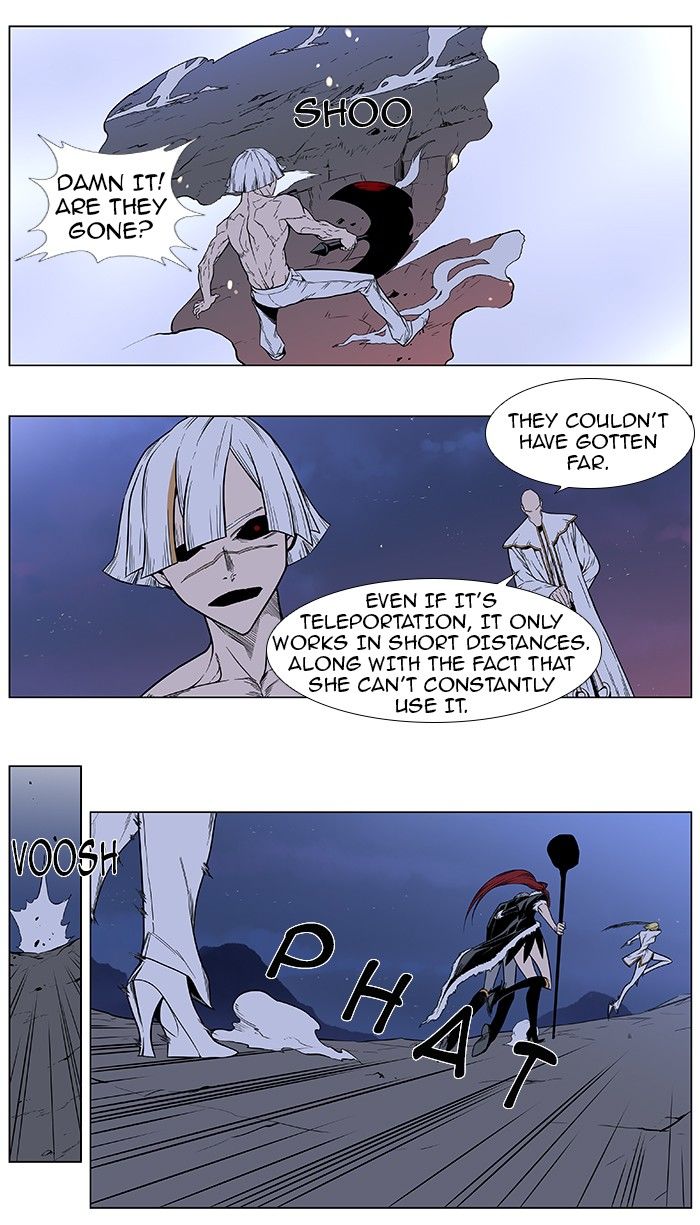 SHOO
DAMN IT!
ARE THEY
GONE?
THEY COULDN'T
HAVE GOTTEN
FAR.
EVEN IF IT'S
TELEPORTATION, IT ONLY
WORKS IN SHORT DISTANCES.
ALONG WITH THE FACT THAT
SHE CAN'T CONSTANTLY
USE IT.
VOOSH
PHAT